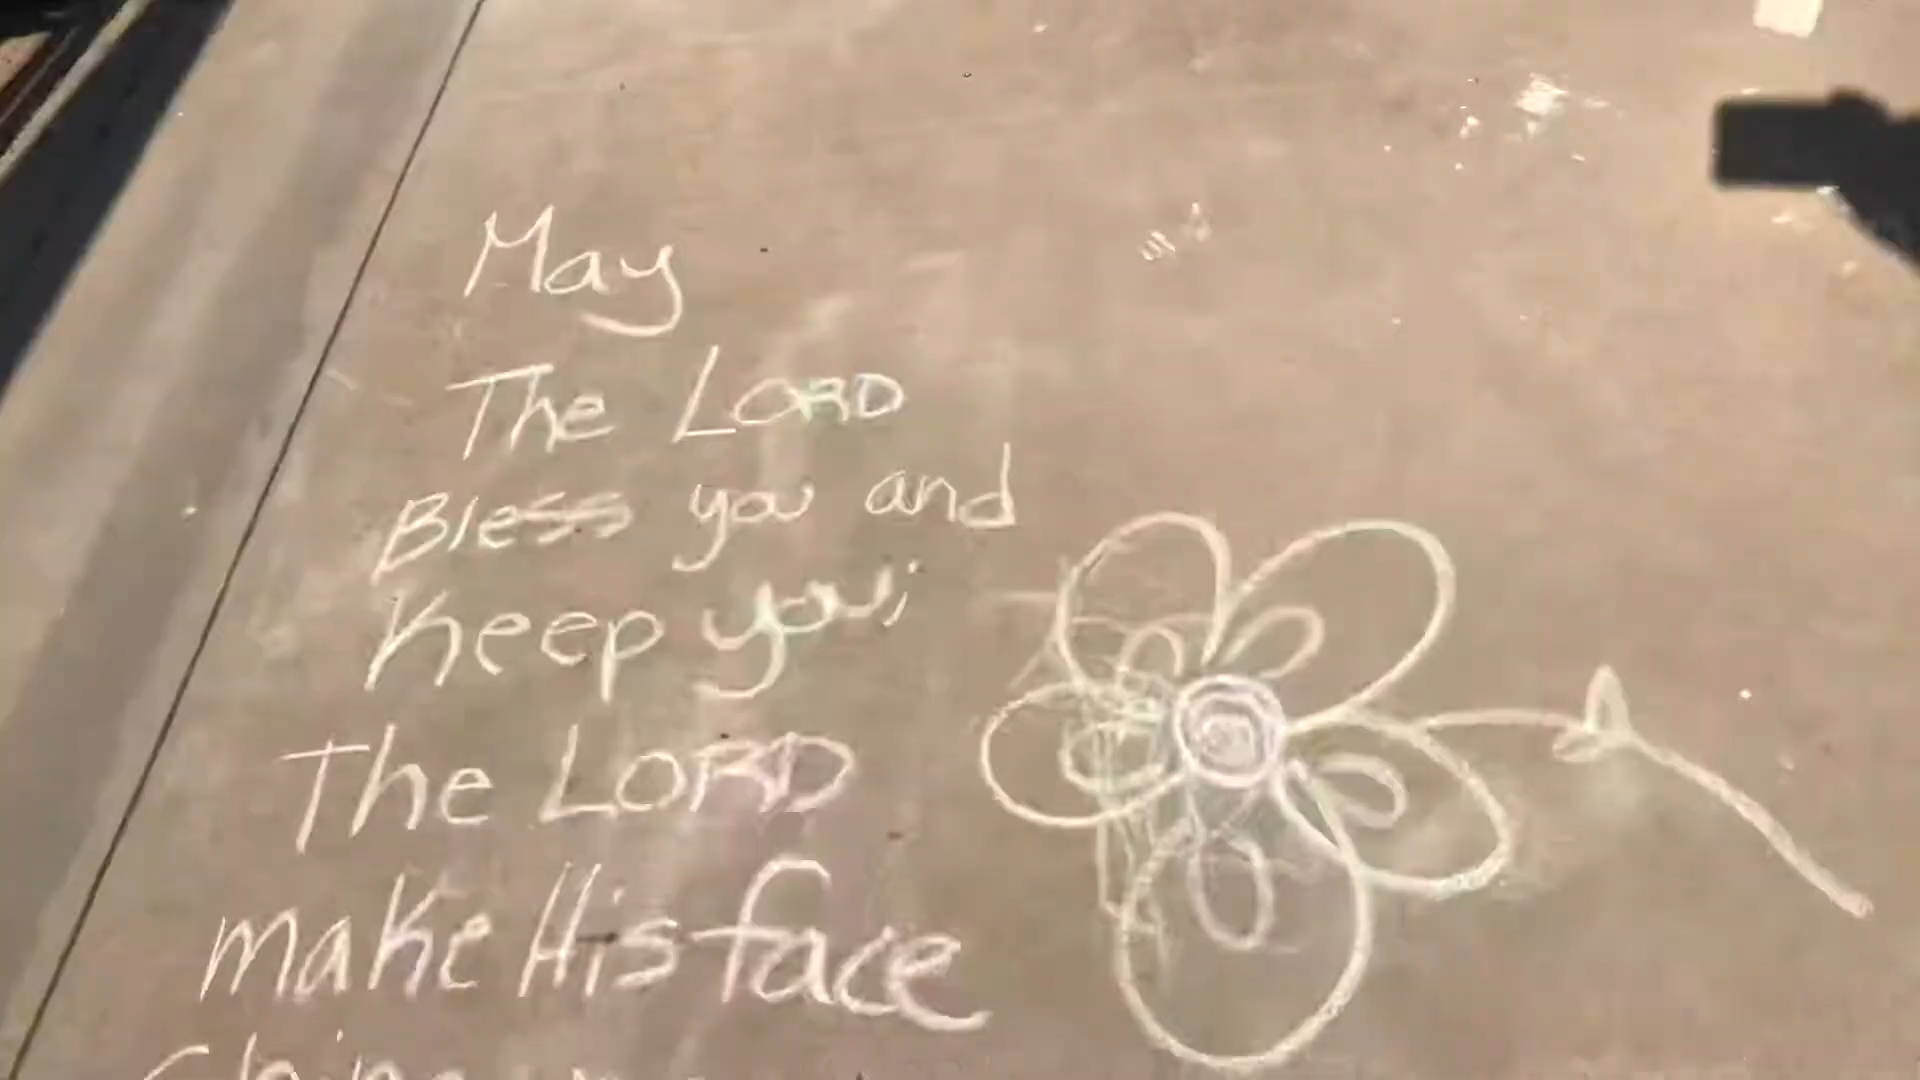 May
The LORD
Bless you and
Keep you;
The LORD
make His face